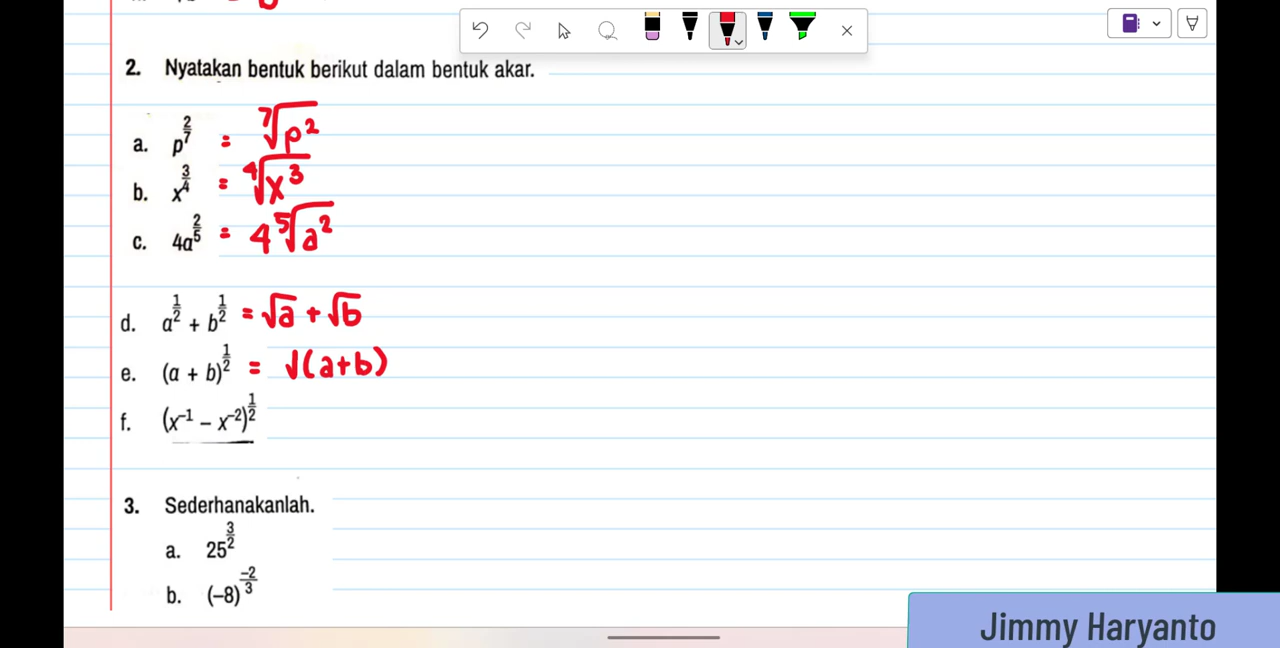 2. Nyatakan bentuk berikut dalam bentuk akar.
a. p^(2/7) = ⁷√p²
b. x^(3/4) = ⁴√x³
c. 4a^(2/5) = 4 ⁵√a²
d. a^(1/2) + b^(1/2) = √a + √b
e. (a + b)^(1/2) = √(a+b)
f. (x⁻¹ – x⁻²)^(1/2)
3. Sederhanakanlah.
a. 25^(3/2)
b. (–8)^(–2/3)
Jimmy Haryanto